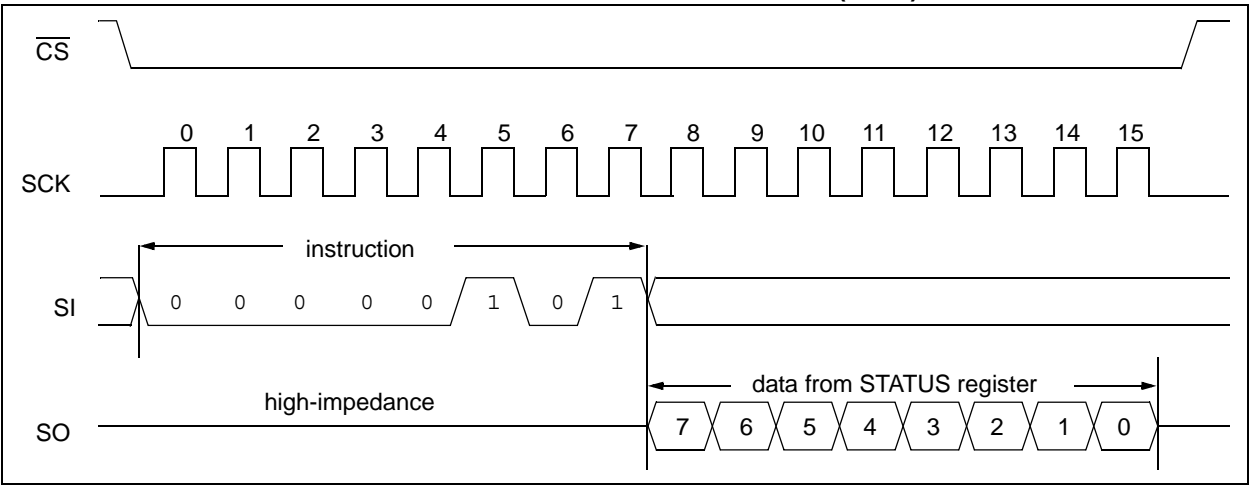 CS
0 1 2 3 4 5 6 7 8 9 10 11 12 13 14 15
SCK
instruction
SI 0 0 0 0 0 1 0 1
data from STATUS register
high-impedance
SO 7 6 5 4 3 2 1 0